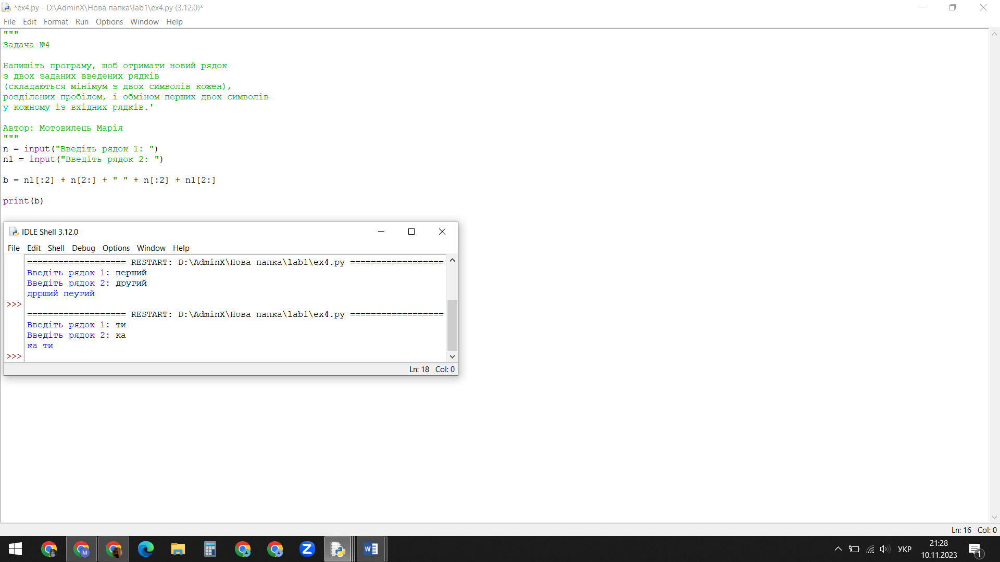 *ex4.py - D:\AdminX\Нова папка\lab1\ex4.py (3.12.0)*
File Edit Format Run Options Window Help
"""
Задача №4
Напишіть програму, щоб отримати новий рядок
з двох заданих введених рядків
(складаються мінімум з двох символів кожен),
розділених пробілом, і обміном перших двох символів
у кожному із вхідних рядків.'
Автор: Мотовилець Марія
"""
n = input("Введіть рядок 1: ")
n1 = input("Введіть рядок 2: ")
b = n1[:2] + n[2:] + " " + n[:2] + n1[2:]
print(b)
IDLE Shell 3.12.0
File Edit Shell Debug Options Window Help
=================== RESTART: D:\AdminX\Нова папка\lab1\ex4.py ==================
Введіть рядок 1: перший
Введіть рядок 2: другий
дррший пеугий
>>>
=================== RESTART: D:\AdminX\Нова папка\lab1\ex4.py ==================
Введіть рядок 1: ти
Введіть рядок 2: ка
ка ти
>>>
Ln: 18 Col: 0
Ln: 16 Col: 0
M
Z
W
УКР
21:28
10.11.2023
1